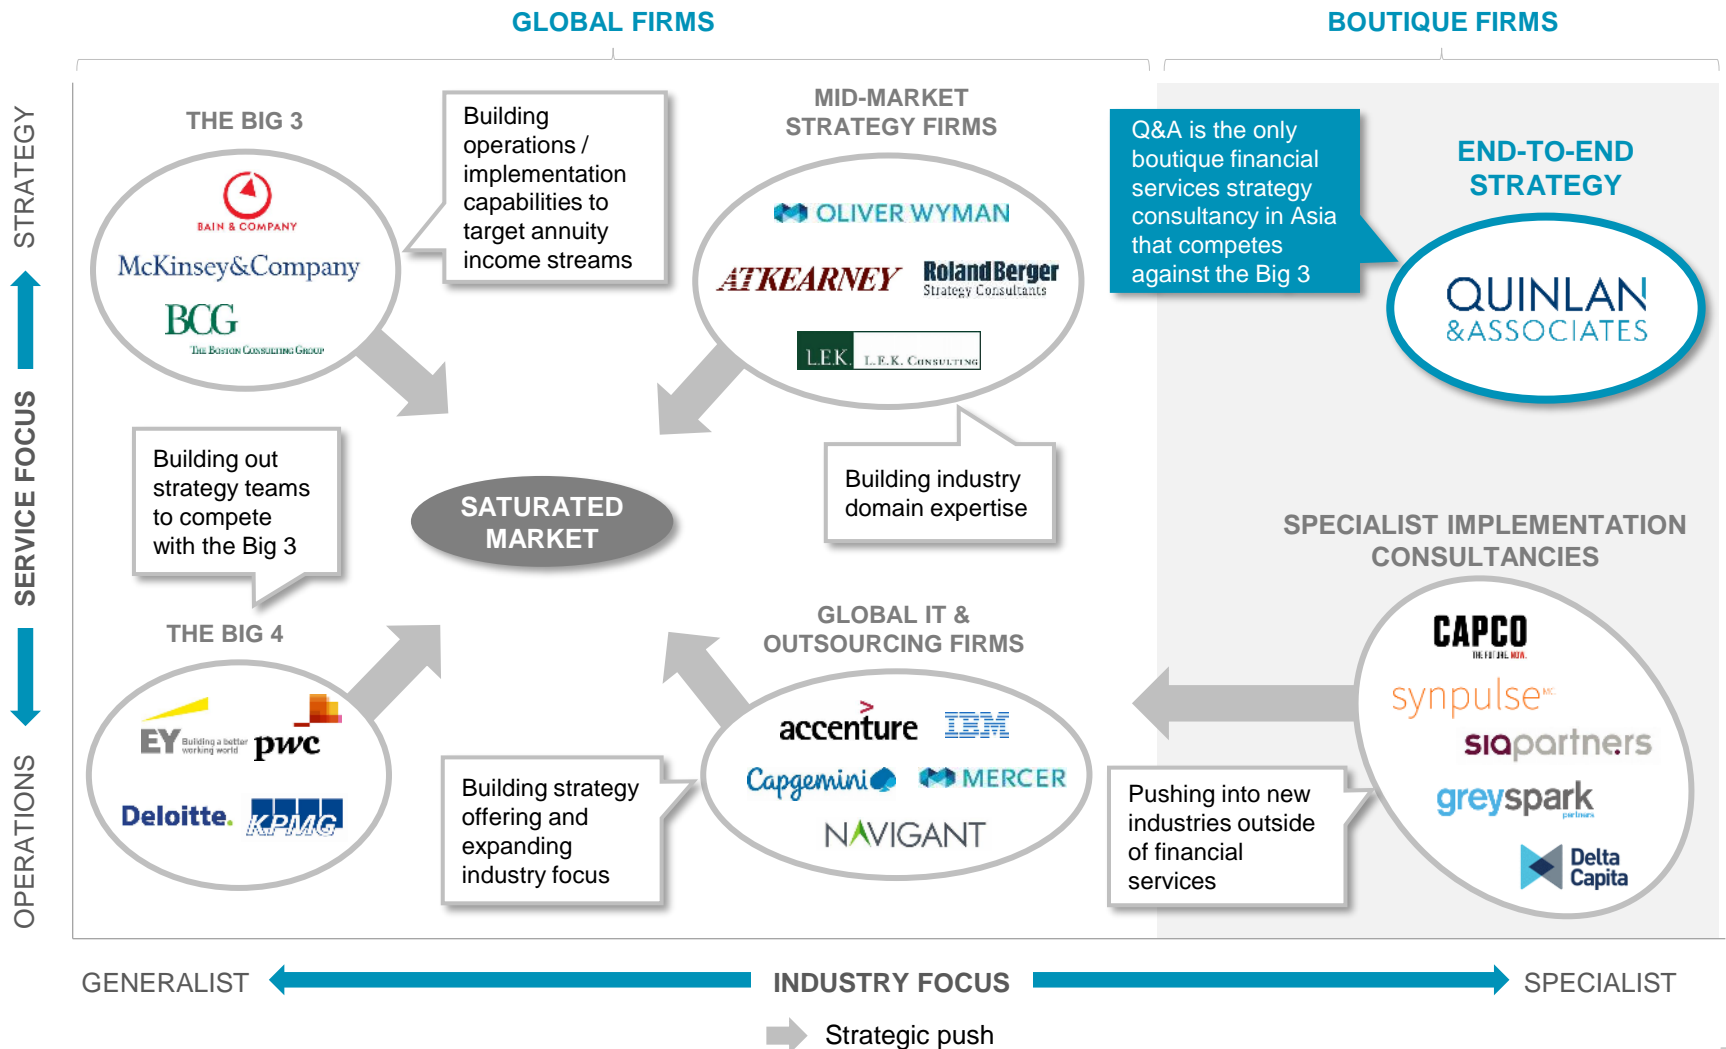 GLOBAL FIRMS
BOUTIQUE FIRMS
STRATEGY
SERVICE FOCUS
OPERATIONS
THE BIG 3
BAIN & COMPANY
McKinsey&Company
BCG
THE BOSTON CONSULTING GROUP
Building
operations /
implementation
capabilities to
target annuity
income streams
MID-MARKET
STRATEGY FIRMS
OLIVER WYMAN
ATKEARNEY
Roland Berger
Strategy Consultants
L.E.K.
L.E.K. CONSULTING
Q&A is the only
boutique financial
services strategy
consultancy in Asia
that competes
against the Big 3
END-TO-END
STRATEGY
QUINLAN
&ASSOCIATES
Building out
strategy teams
to compete
with the Big 3
SATURATED
MARKET
Building industry
domain expertise
SPECIALIST IMPLEMENTATION
CONSULTANCIES
CAPCO
THE FUTURE. NOW.
synpulse MC
siapartners
greyspark
partners
Delta
Capita
THE BIG 4
EY
Building a better
working world
pwc
Deloitte.
KPMG
GLOBAL IT &
OUTSOURCING FIRMS
accenture
IBM
Capgemini
MERCER
NAVIGANT
Building strategy
offering and
expanding
industry focus
Pushing into new
industries outside
of financial
services
GENERALIST
INDUSTRY FOCUS
SPECIALIST
Strategic push